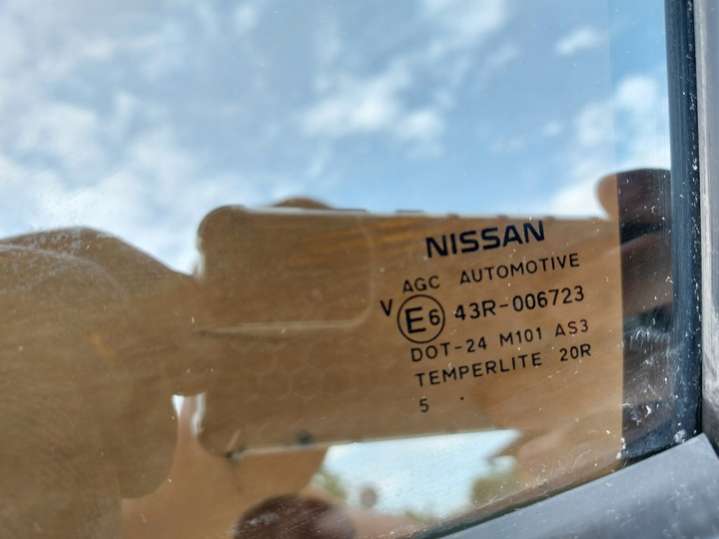 NISSAN
AGC AUTOMOTIVE
V E6 43R-006723
DOT-24 M101 AS3
TEMPERLITE 20R
5 .